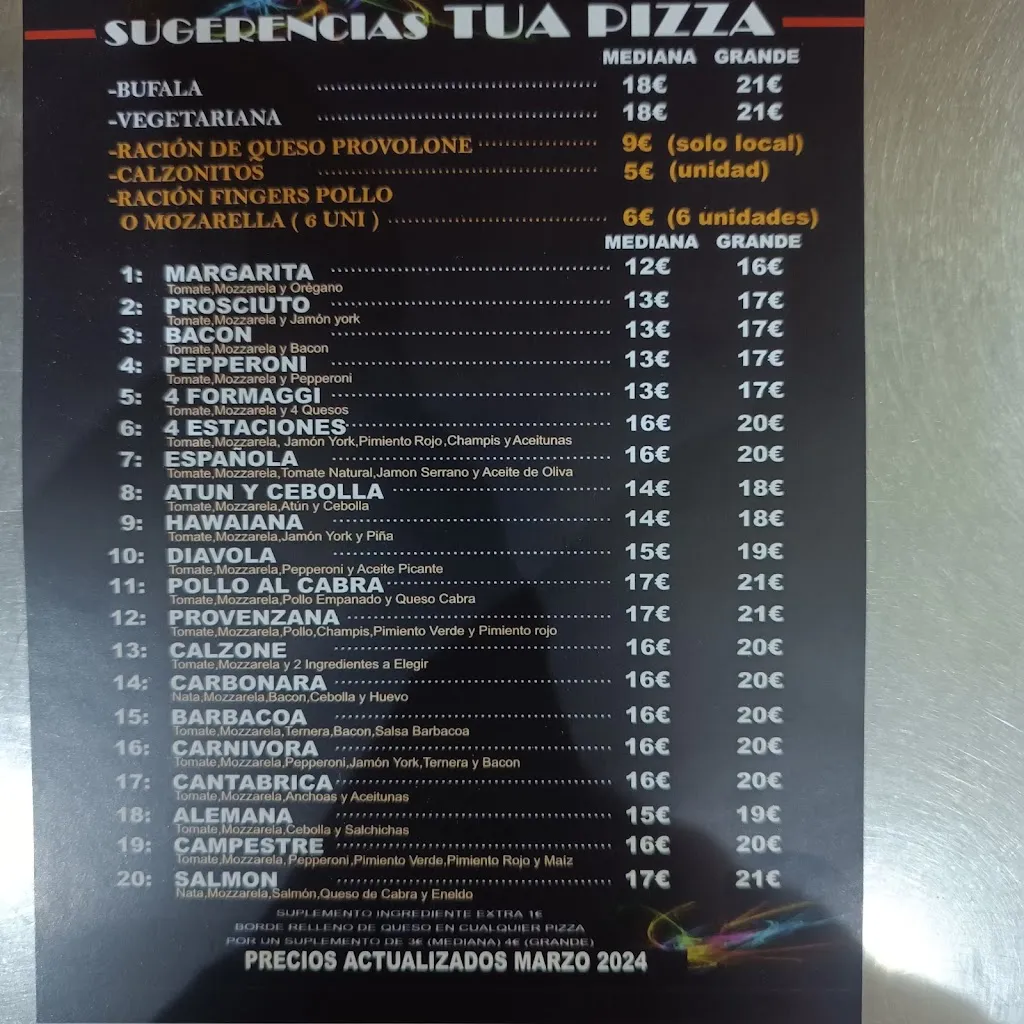 SUGERENCIAS TUA PIZZA
MEDIANA GRANDE
-BUFALA 18€ 21€
-VEGETARIANA 18€ 21€
-RACIÓN DE QUESO PROVOLONE 9€ (solo local)
-CALZONITOS 5€ (unidad)
-RACIÓN FINGERS POLLO
O MOZARELLA ( 6 UNI ) 6€ (6 unidades)
MEDIANA GRANDE
1: MARGARITA 12€ 16€
Tomate,Mozzarela y Orégano
2: PROSCIUTO 13€ 17€
Tomate,Mozzarela y Jamón york
3: BACON 13€ 17€
Tomate,Mozzarela y Bacon
4: PEPPERONI 13€ 17€
Tomate,Mozzarela y Pepperoni
5: 4 FORMAGGI 13€ 17€
Tomate,Mozzarela y 4 Quesos
6: 4 ESTACIONES 16€ 20€
Tomate,Mozzarela, Jamón York,Pimiento Rojo,Champis y Aceitunas
7: ESPAÑOLA 16€ 20€
Tomate,Mozzarela,Tomate Natural,Jamon Serrano y Aceite de Oliva
8: ATUN Y CEBOLLA 14€ 18€
Tomate,Mozzarela,Atún y Cebolla
9: HAWAIANA 14€ 18€
Tomate,Mozzarela,Jamón York y Piña
10: DIAVOLA 15€ 19€
Tomate,Mozzarela,Pepperoni y Aceite Picante
11: POLLO AL CABRA 17€ 21€
Tomate,Mozzarela,Pollo Empanado y Queso Cabra
12: PROVENZANA 17€ 21€
Tomate,Mozzarela,Pollo,Champis,Pimiento Verde y Pimiento rojo
13: CALZONE 16€ 20€
Tomate,Mozzarela y 2 Ingredientes a Elegir
14: CARBONARA 16€ 20€
Nata,Mozzarela,Bacon,Cebolla y Huevo
15: BARBACOA 16€ 20€
Tomate,Mozzarela,Ternera,Bacon,Salsa Barbacoa
16: CARNIVORA 16€ 20€
Tomate,Mozzarela,Pepperoni,Jamón York,Ternera y Bacon
17: CANTABRICA 16€ 20€
Tomate,Mozzarela,Anchoas y Aceitunas
18: ALEMANA 15€ 19€
Tomate,Mozzarela,Cebolla y Salchichas
19: CAMPESTRE 16€ 20€
Tomate,Mozzarela,Pepperoni,Pimiento Verde,Pimiento Rojo y Maíz
20: SALMON 17€ 21€
Nata,Mozzarela,Salmón,Queso de Cabra y Eneldo
SUPLEMENTO INGREDIENTE EXTRA 1€
BORDE RELLENO DE QUESO EN CUALQUIER PIZZA
POR UN SUPLEMENTO DE 3€ (MEDIANA) 4€ (GRANDE)
PRECIOS ACTUALIZADOS MARZO 2024